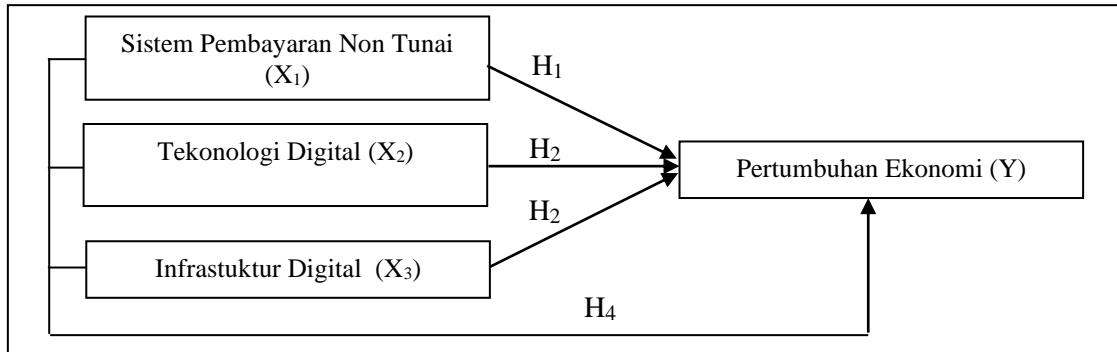 Sistem Pembayaran Non Tunai
(X₁)
H₁
Tekonologi Digital (X₂)
H₂
Pertumbuhan Ekonomi (Y)
H₂
Infrastuktur Digital (X₃)
H₄